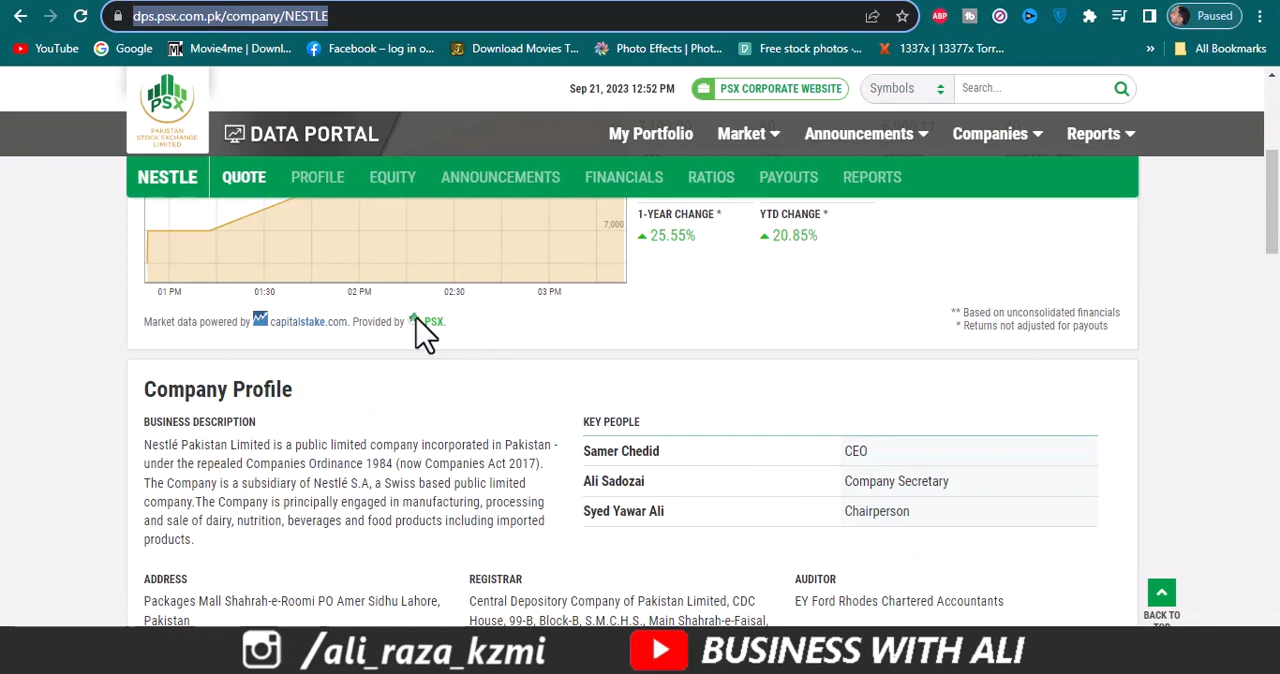 dps.psx.com.pk/company/NESTLE
ABP
Paused
YouTube
Google
Movie4me | Downl...
Facebook – log in o...
Download Movies T...
Photo Effects | Phot...
Free stock photos ·...
1337x | 13377x Torr...
»
All Bookmarks
PSX
PAKISTAN
STOCK EXCHANGE
LIMITED
Sep 21, 2023 12:52 PM
PSX CORPORATE WEBSITE
Symbols
Search...
DATA PORTAL
My Portfolio
Market
Announcements
Companies
Reports
NESTLE
QUOTE
PROFILE
EQUITY
ANNOUNCEMENTS
FINANCIALS
RATIOS
PAYOUTS
REPORTS
7,000
1-YEAR CHANGE *
YTD CHANGE *
25.55%
20.85%
01 PM
01:30
02 PM
02:30
03 PM
Market data powered by capitalstake.com. Provided by PSX.
** Based on unconsolidated financials
* Returns not adjusted for payouts
Company Profile
BUSINESS DESCRIPTION
Nestlé Pakistan Limited is a public limited company incorporated in Pakistan -
under the repealed Companies Ordinance 1984 (now Companies Act 2017).
The Company is a subsidiary of Nestlé S.A, a Swiss based public limited
company.The Company is principally engaged in manufacturing, processing
and sale of dairy, nutrition, beverages and food products including imported
products.
KEY PEOPLE
Samer Chedid CEO
Ali Sadozai Company Secretary
Syed Yawar Ali Chairperson
ADDRESS
Packages Mall Shahrah-e-Roomi PO Amer Sidhu Lahore,
Pakistan
REGISTRAR
Central Depository Company of Pakistan Limited, CDC
House, 99-B, Block-B, S.M.C.H.S., Main Shahrah-e-Faisal,
AUDITOR
EY Ford Rhodes Chartered Accountants
BACK TO
/ali_raza_kzmi
BUSINESS WITH ALI